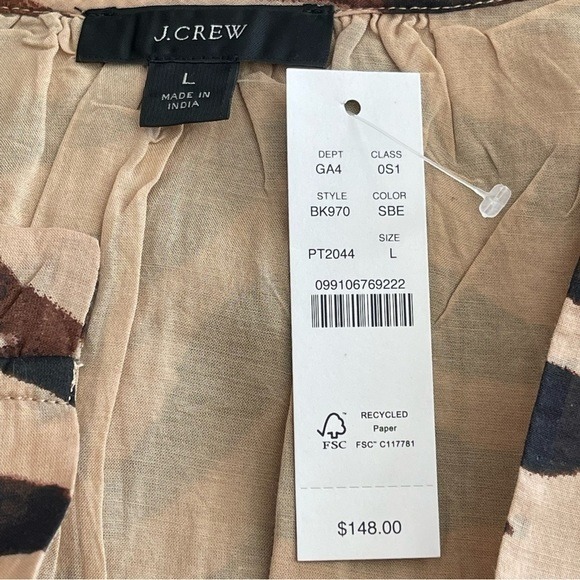 J.CREW
L
MADE IN
INDIA
DEPT CLASS
GA4 0S1
STYLE COLOR
BK970 SBE
SIZE
PT2044 L
099106769222
RECYCLED
Paper
FSC FSC™ C117781
$148.00